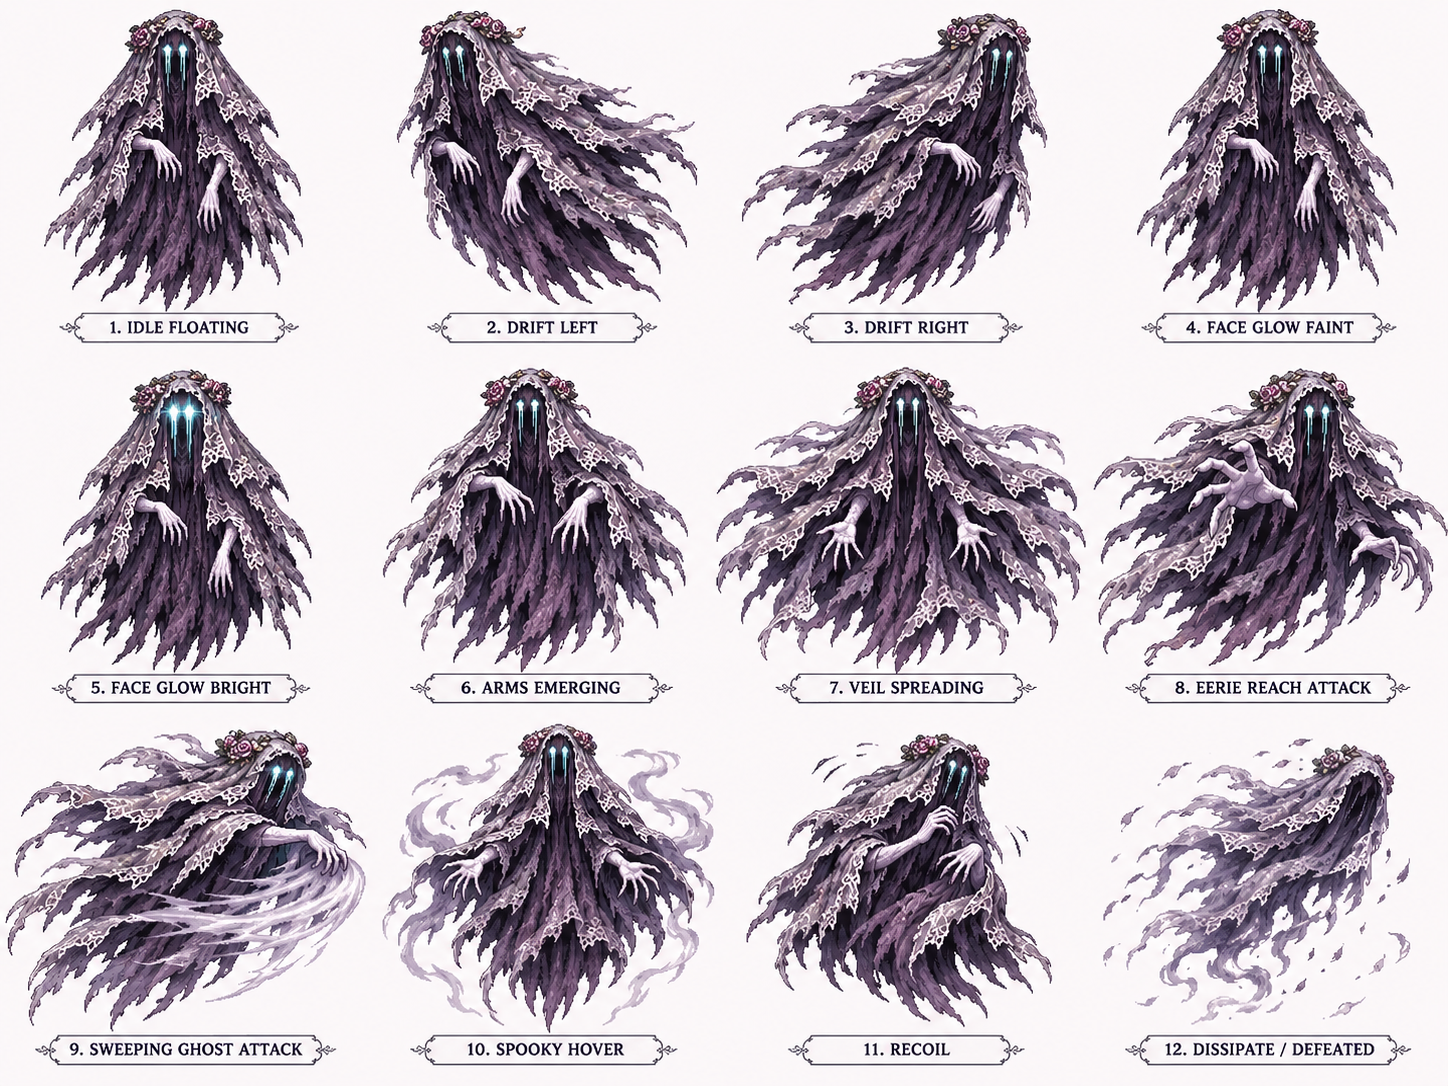 1. IDLE FLOATING
2. DRIFT LEFT
3. DRIFT RIGHT
4. FACE GLOW FAINT
5. FACE GLOW BRIGHT
6. ARMS EMERGING
7. VEIL SPREADING
8. EERIE REACH ATTACK
9. SWEEPING GHOST ATTACK
10. SPOOKY HOVER
11. RECOIL
12. DISSIPATE / DEFEATED